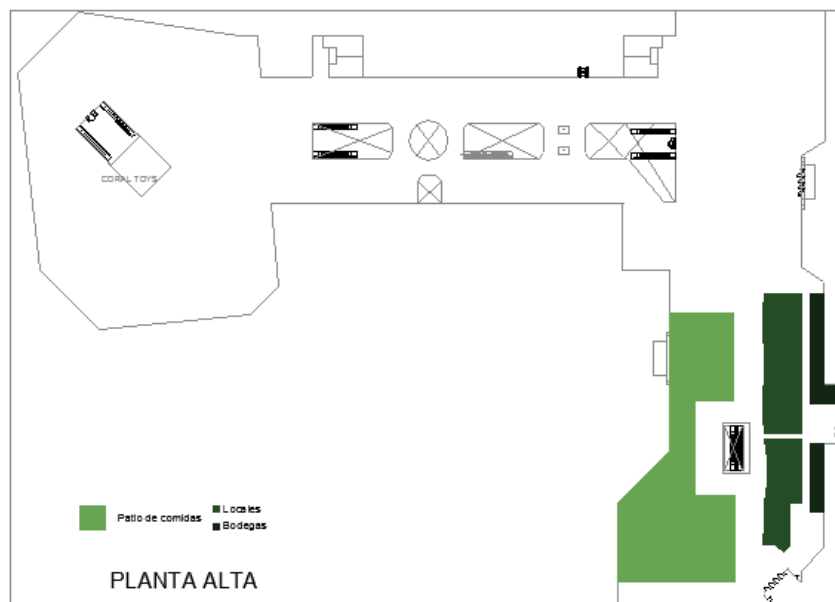 CORAL TOYS
Patio de comidas
Locales
Bodegas
PLANTA ALTA